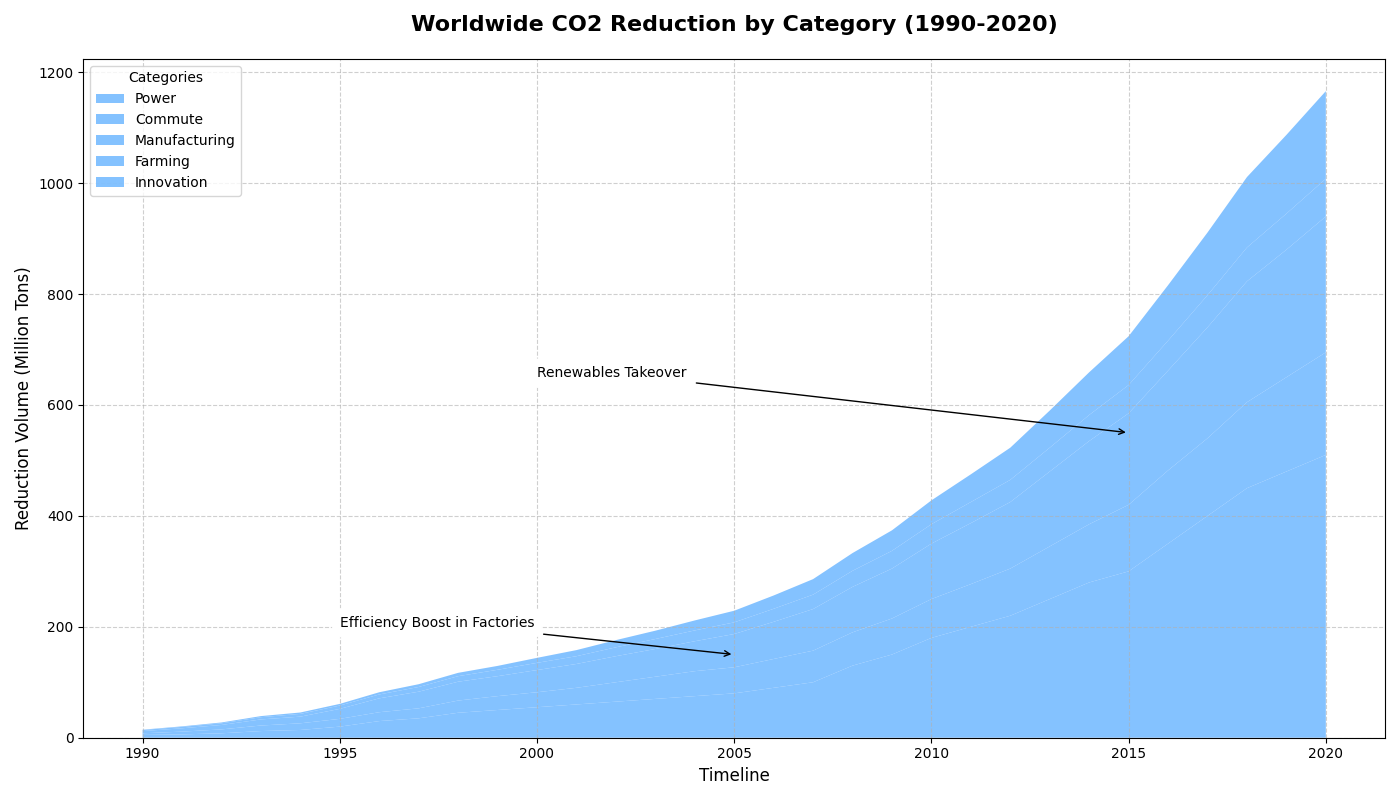 Worldwide CO2 Reduction by Category (1990-2020)
Categories
Power
Commute
Manufacturing
Farming
Innovation
Reduction Volume (Million Tons)
1200
1000
800
600
400
200
0
Renewables Takeover
Efficiency Boost in Factories
1990
1995
2000
2005
2010
2015
2020
Timeline